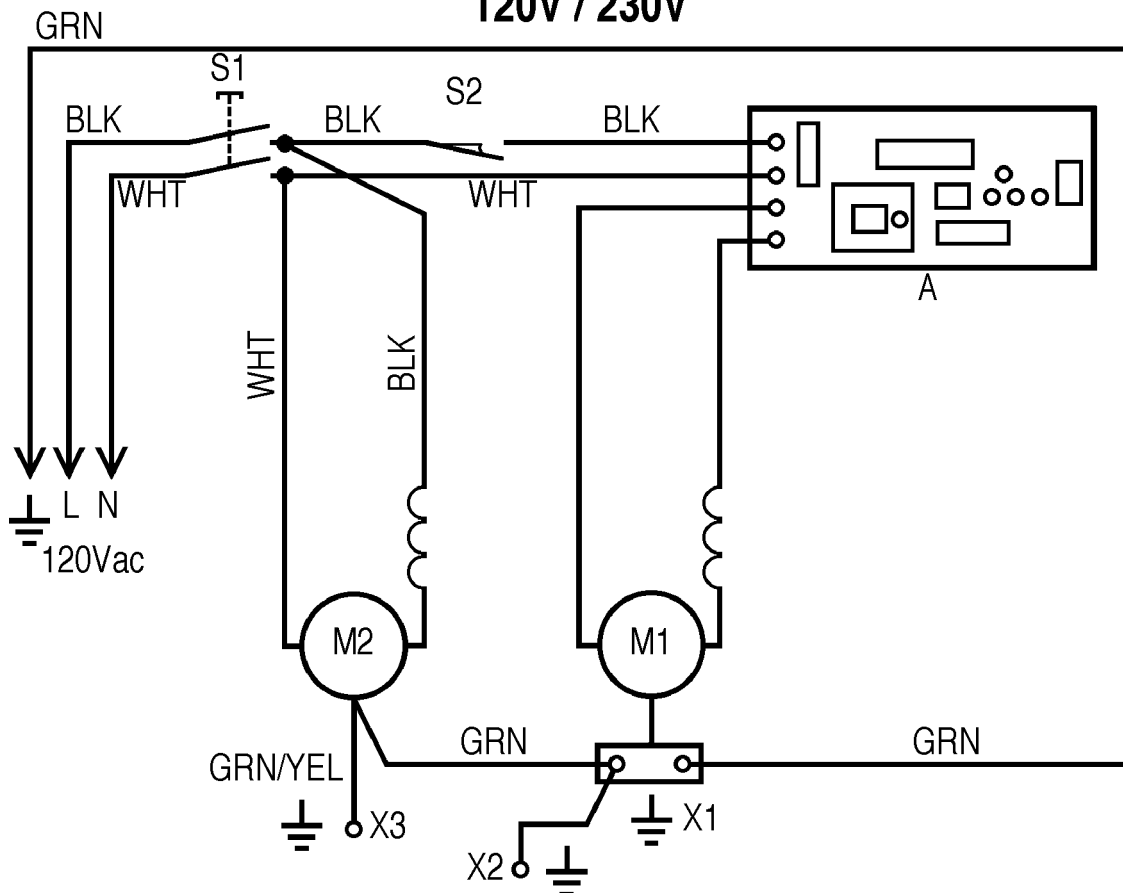 120V / 230V
GRN
S1
S2
BLK
BLK
BLK
WHT
WHT
A
WHT
BLK
L N
120Vac
M2
M1
GRN
GRN
GRN/YEL
X3
X1
X2